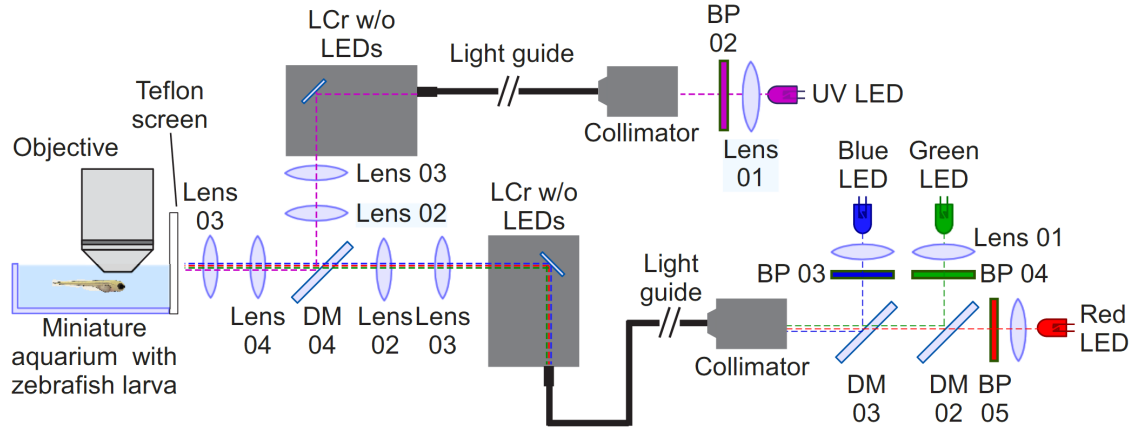 LCr w/o
LEDs
Light guide
BP
02
UV LED
Collimator
Lens
01
Teflon
screen
Objective
Lens
03
Lens 03
Lens 02
LCr w/o
LEDs
Blue
LED
Green
LED
Lens 01
BP 03
BP 04
Light
guide
Red
LED
Collimator
Lens
04
DM
04
Lens
02
Lens
03
Miniature
aquarium with
zebrafish larva
DM
03
DM
02
BP
05